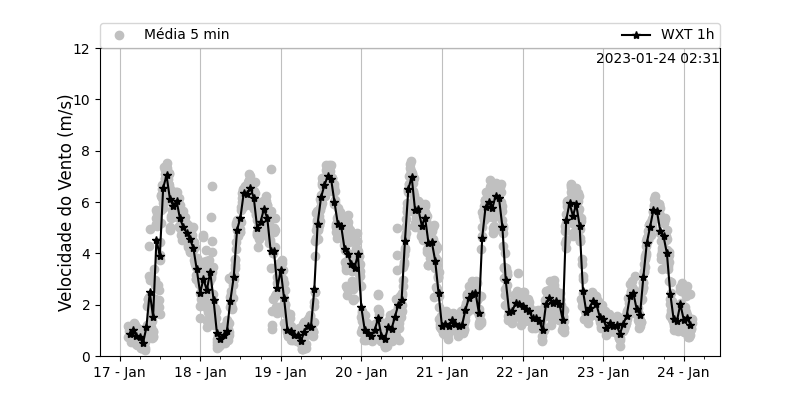 Média 5 min
WXT 1h
2023-01-24 02:31
Velocidade do Vento (m/s)
12
10
8
6
4
2
0
17 - Jan
18 - Jan
19 - Jan
20 - Jan
21 - Jan
22 - Jan
23 - Jan
24 - Jan